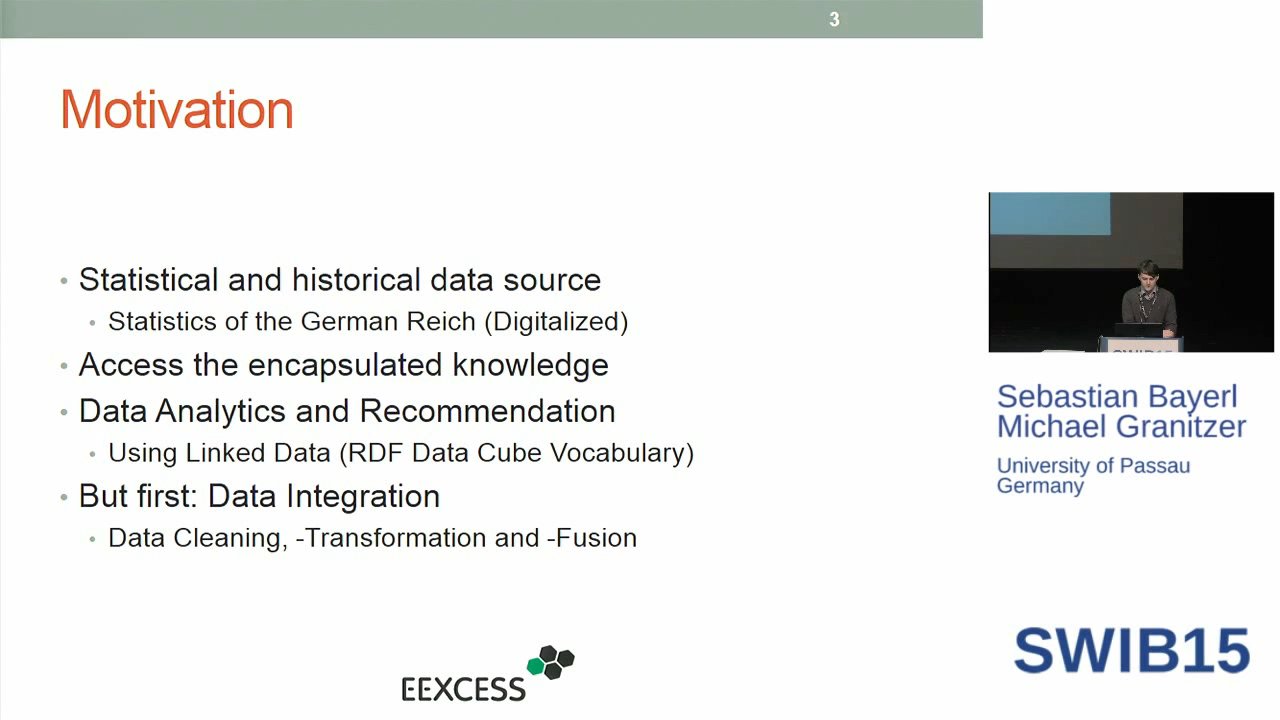 3
Motivation
• Statistical and historical data source
• Statistics of the German Reich (Digitalized)
• Access the encapsulated knowledge
• Data Analytics and Recommendation
• Using Linked Data (RDF Data Cube Vocabulary)
• But first: Data Integration
• Data Cleaning, -Transformation and -Fusion
EEXCESS
SWIB15
Sebastian Bayerl
Michael Granitzer
University of Passau
Germany
SWIB15